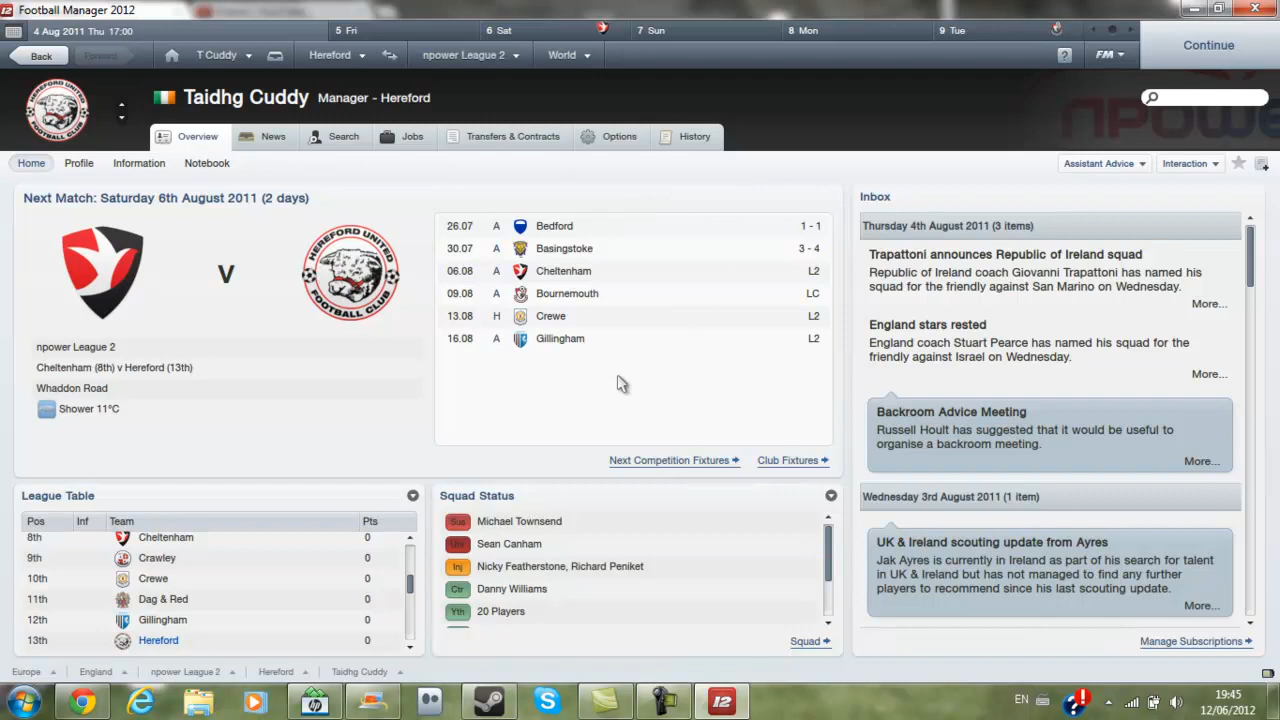 Football Manager 2012
4 Aug 2011 Thu 17:00
5 Fri
6 Sat
7 Sun
8 Mon
9 Tue
Continue
Back
Forward
T Cuddy
Hereford
npower League 2
World
FM
Taidhg Cuddy Manager - Hereford
Overview
News
Search
Jobs
Transfers & Contracts
Options
History
Home
Profile
Information
Notebook
Assistant Advice
Interaction
Next Match: Saturday 6th August 2011 (2 days)
V
HEREFORD UNITED
FOOTBALL CLUB
npower League 2
Cheltenham (8th) v Hereford (13th)
Whaddon Road
Shower 11°C
26.07 A Bedford 1 - 1
30.07 A Basingstoke 3 - 4
06.08 A Cheltenham L2
09.08 A Bournemouth LC
13.08 H Crewe L2
16.08 A Gillingham L2
Next Competition Fixtures
Club Fixtures
Inbox
Thursday 4th August 2011 (3 items)
Trapattoni announces Republic of Ireland squad
Republic of Ireland coach Giovanni Trapattoni has named his
squad for the friendly against San Marino on Wednesday.
More...
England stars rested
England coach Stuart Pearce has named his squad for the
friendly against Israel on Wednesday.
More...
Backroom Advice Meeting
Russell Hoult has suggested that it would be useful to
organise a backroom meeting.
More...
Wednesday 3rd August 2011 (1 item)
UK & Ireland scouting update from Ayres
Jak Ayres is currently in Ireland as part of his search for talent
in UK & Ireland but has not managed to find any further
players to recommend since his last scouting update.
More...
Manage Subscriptions
League Table
Pos Inf Team Pts
8th Cheltenham 0
9th Crawley 0
10th Crewe 0
11th Dag & Red 0
12th Gillingham 0
13th Hereford 0
Squad Status
Sus Michael Townsend
Sean Canham
Inj Nicky Featherstone, Richard Peniket
Ctr Danny Williams
Yth 20 Players
Squad
Europe
England
npower League 2
Hereford
Taidhg Cuddy
EN
19:45
12/06/2012